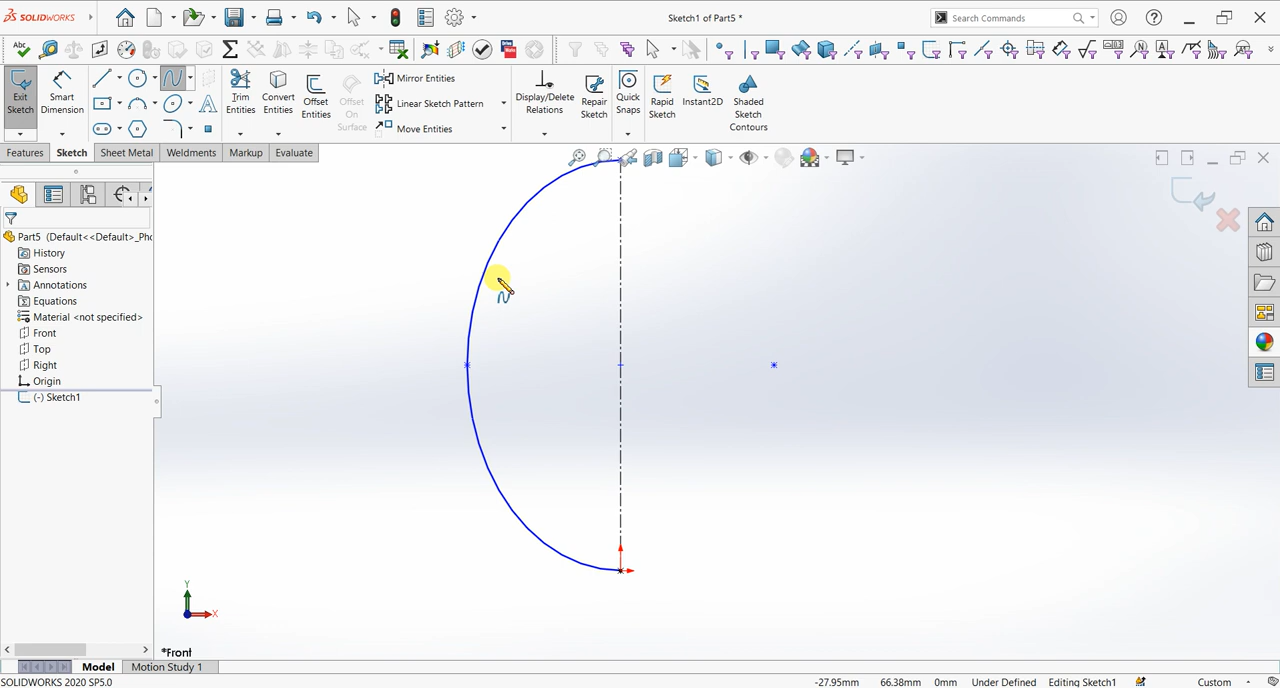 SOLIDWORKS
Sketch1 of Part5 *
Search Commands
Exit Sketch
Smart Dimension
Trim Entities
Convert Entities
Offset Entities
Offset On Surface
Mirror Entities
Linear Sketch Pattern
Move Entities
Display/Delete Relations
Repair Sketch
Quick Snaps
Rapid Sketch
Instant2D
Shaded Sketch Contours
Features
Sketch
Sheet Metal
Weldments
Markup
Evaluate
Part5 (Default<<Default>_Pho
History
Sensors
Annotations
Equations
Material <not specified>
Front
Top
Right
Origin
(-) Sketch1
Y
X
*Front
Model
Motion Study 1
SOLIDWORKS 2020 SP5.0
-27.95mm
66.38mm
0mm
Under Defined
Editing Sketch1
Custom